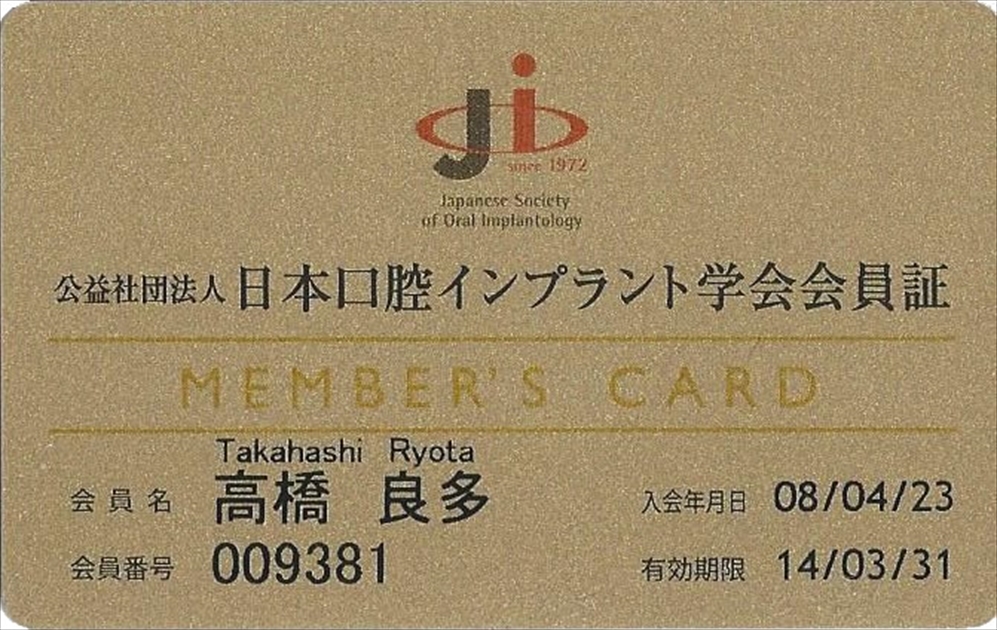 Ji
since 1972
Japanese Society
of Oral Implantology
公益社団法人 日本口腔インプラント学会会員証
MEMBER'S CARD
Takahashi Ryota
会員名 高橋 良多 入会年月日 08/04/23
会員番号 009381 有効期限 14/03/31